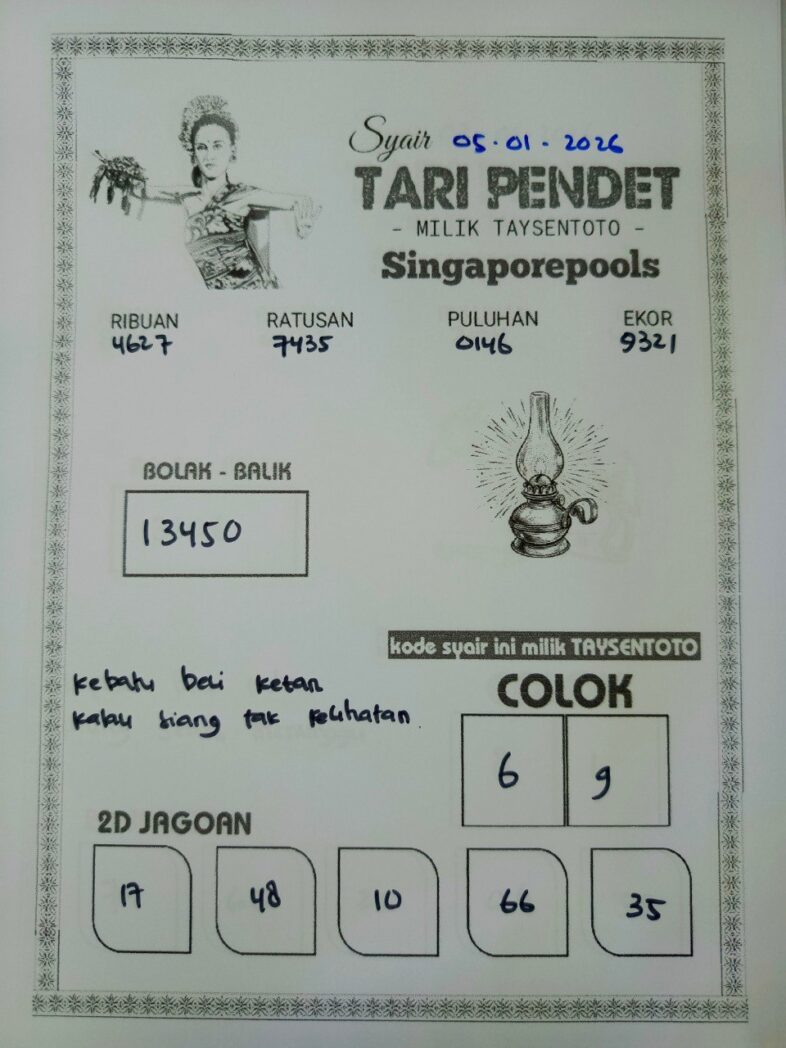 Syair 05.01.2026
TARI PENDET
- MILIK TAYSENTOTO -
Singaporepools
RIBUAN RATUSAN PULUHAN EKOR
4627 7435 0146 9321
BOLAK - BALIK
13450
kode syair ini milik TAYSENTOTO
kebatu beli ketan
kalau siang tak kelihatan.
COLOK
6 9
2D JAGOAN
17 48 10 66 35